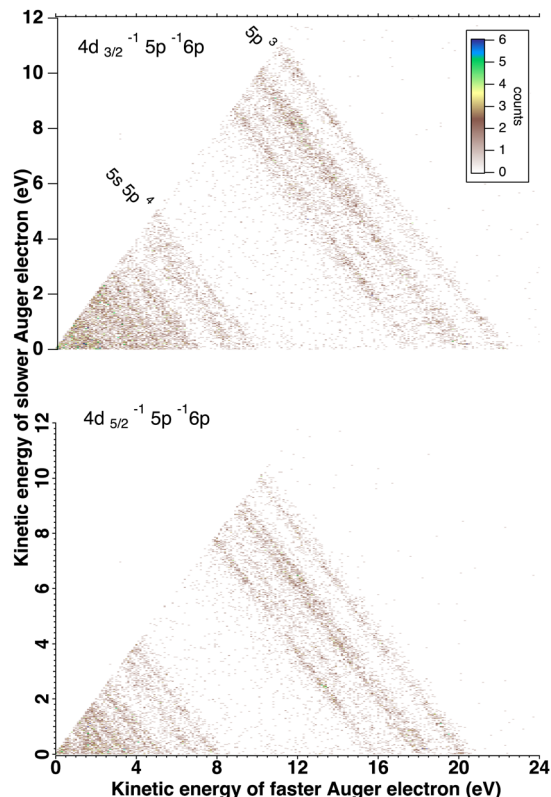 12
10
8
6
4
2
0
4d 3/2 -1 5p -1 6p
5p 3
5s 5p 4
6
5
4
3
2
1
0
counts
Kinetic energy of slower Auger electron (eV)
4d 5/2 -1 5p -1 6p
12
10
8
6
4
2
0
0 4 8 12 16 20 24
Kinetic energy of faster Auger electron (eV)